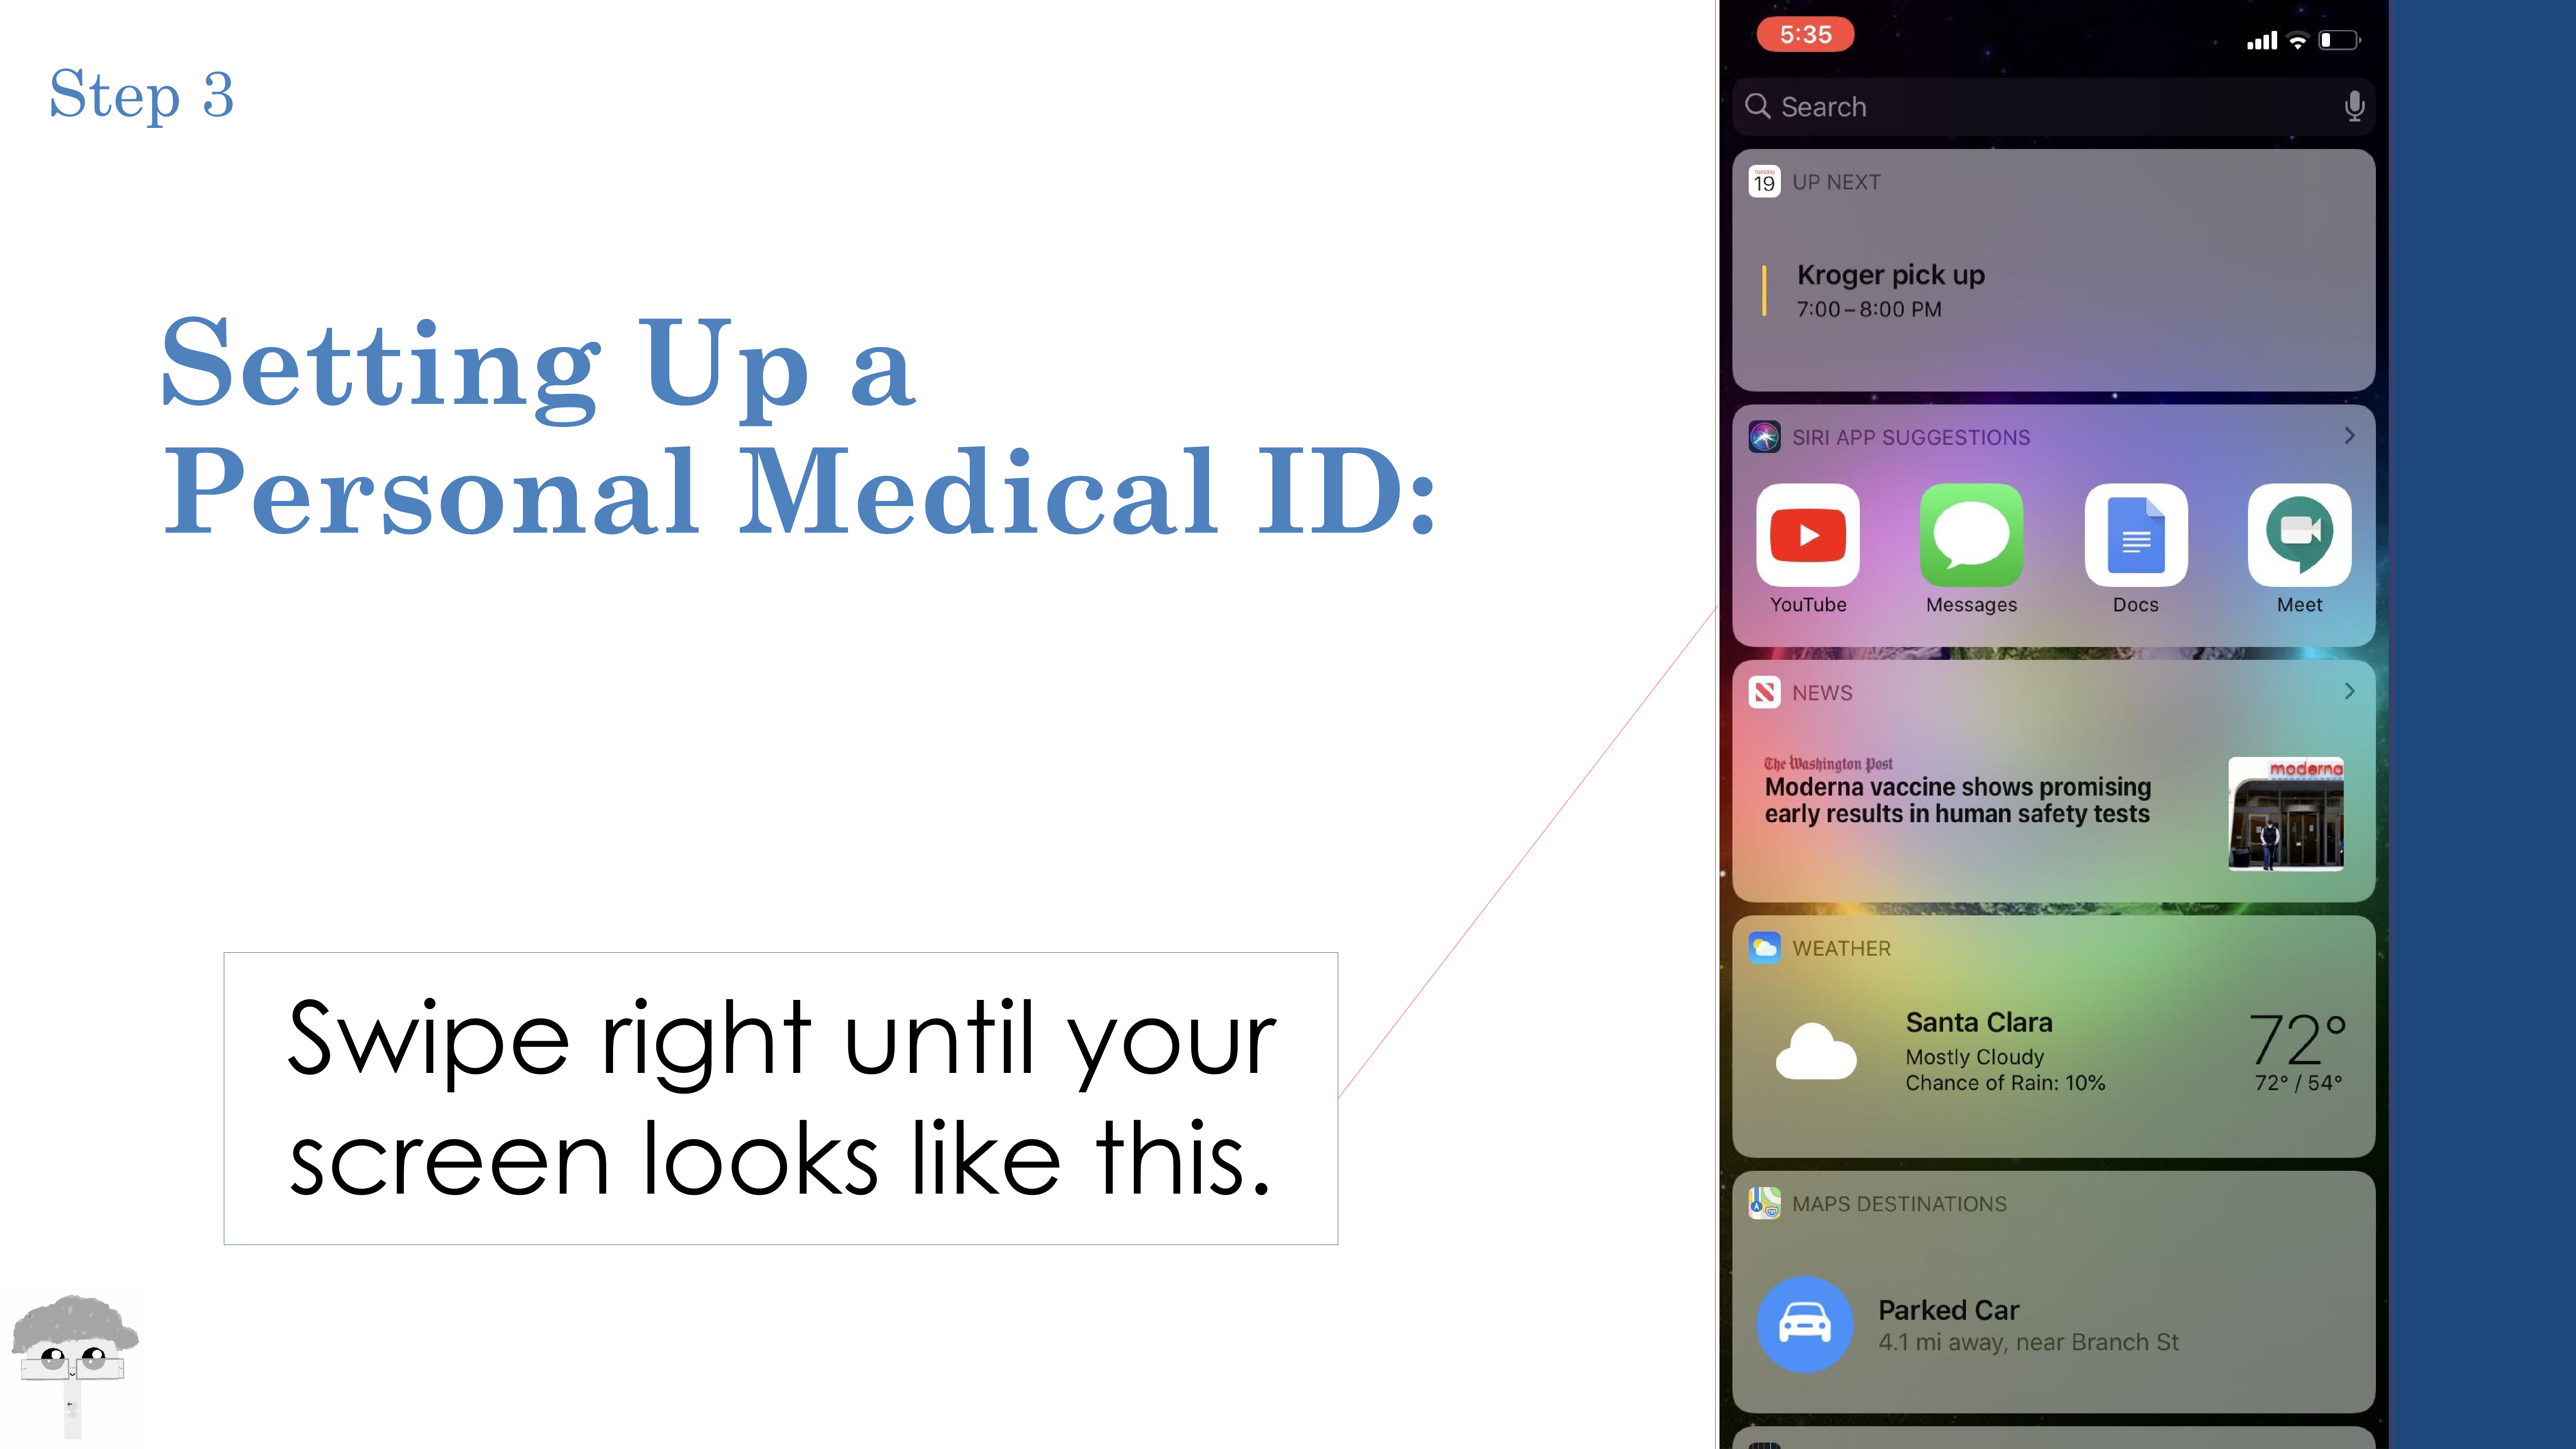 Step 3
Setting Up a
Personal Medical ID:
Swipe right until your
screen looks like this.
5:35
Search
Tuesday
19
UP NEXT
Kroger pick up
7:00 – 8:00 PM
SIRI APP SUGGESTIONS
YouTube
Messages
Docs
Meet
NEWS
The Washington Post
Moderna vaccine shows promising
early results in human safety tests
moderna
WEATHER
Santa Clara
Mostly Cloudy
Chance of Rain: 10%
72°
72° / 54°
MAPS DESTINATIONS
Parked Car
4.1 mi away, near Branch St